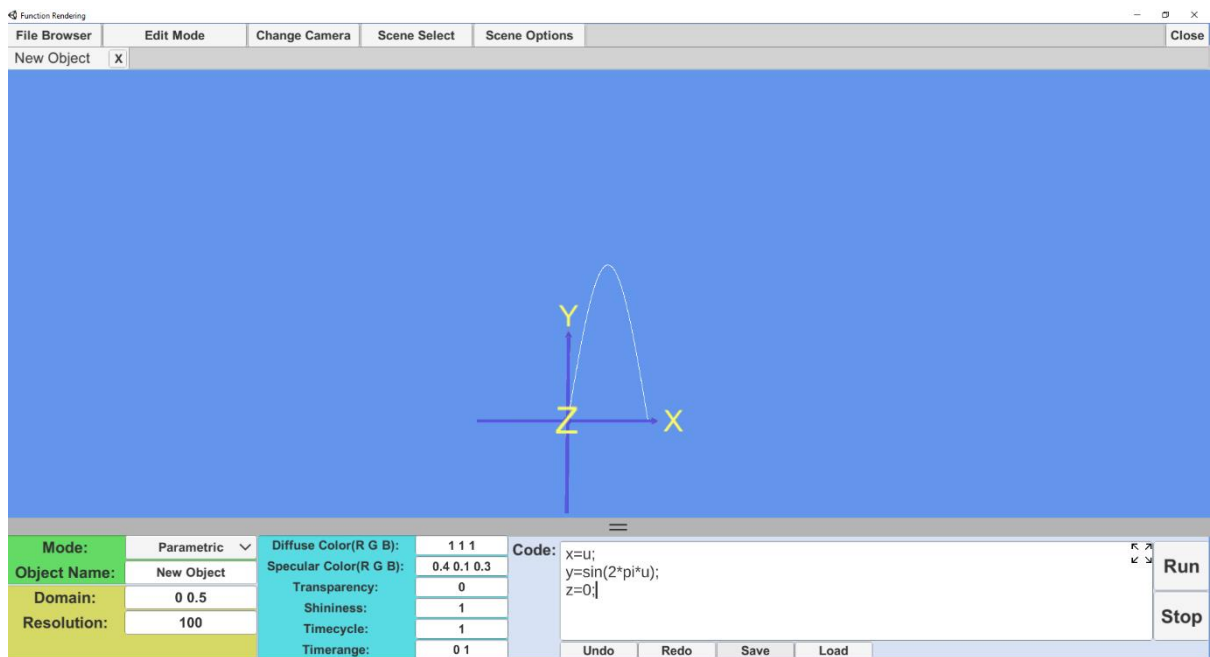 Function Rendering
File Browser Edit Mode Change Camera Scene Select Scene Options Close
New Object X
Y
Z X
Mode: Parametric
Object Name: New Object
Domain: 0 0.5
Resolution: 100
Diffuse Color(R G B): 1 1 1
Specular Color(R G B): 0.4 0.1 0.3
Transparency: 0
Shininess: 1
Timecycle: 1
Timerange: 0 1
Code:
x=u;
y=sin(2*pi*u);
z=0;
Run
Stop
Undo Redo Save Load